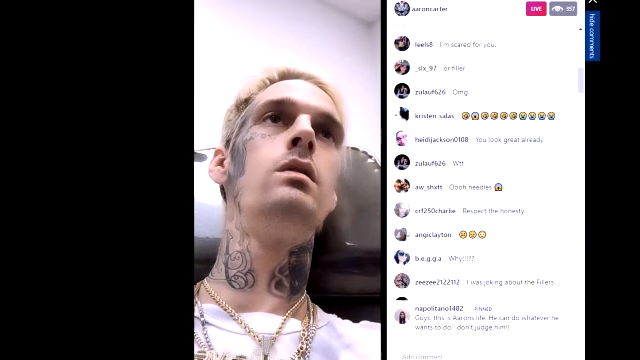 aaroncarter
LIVE
357
hide comments
leels8 I'm scared for you.
_slx_97 or filler
zulauf626 Omg
kristen.salas
heidijackson0108 You look great already
zulauf626 Wtf
aw_shxtt Oooh needles
crf250charlie Respect the honesty
angiclayton
b.e.g.g.a Why!!!??
zeezee2122112 I was joking about the Fillers
napolitano1482 PINNED
Guys, this is Aarons life. He can do whatever he
wants to do I don't judge him!!
Add comment